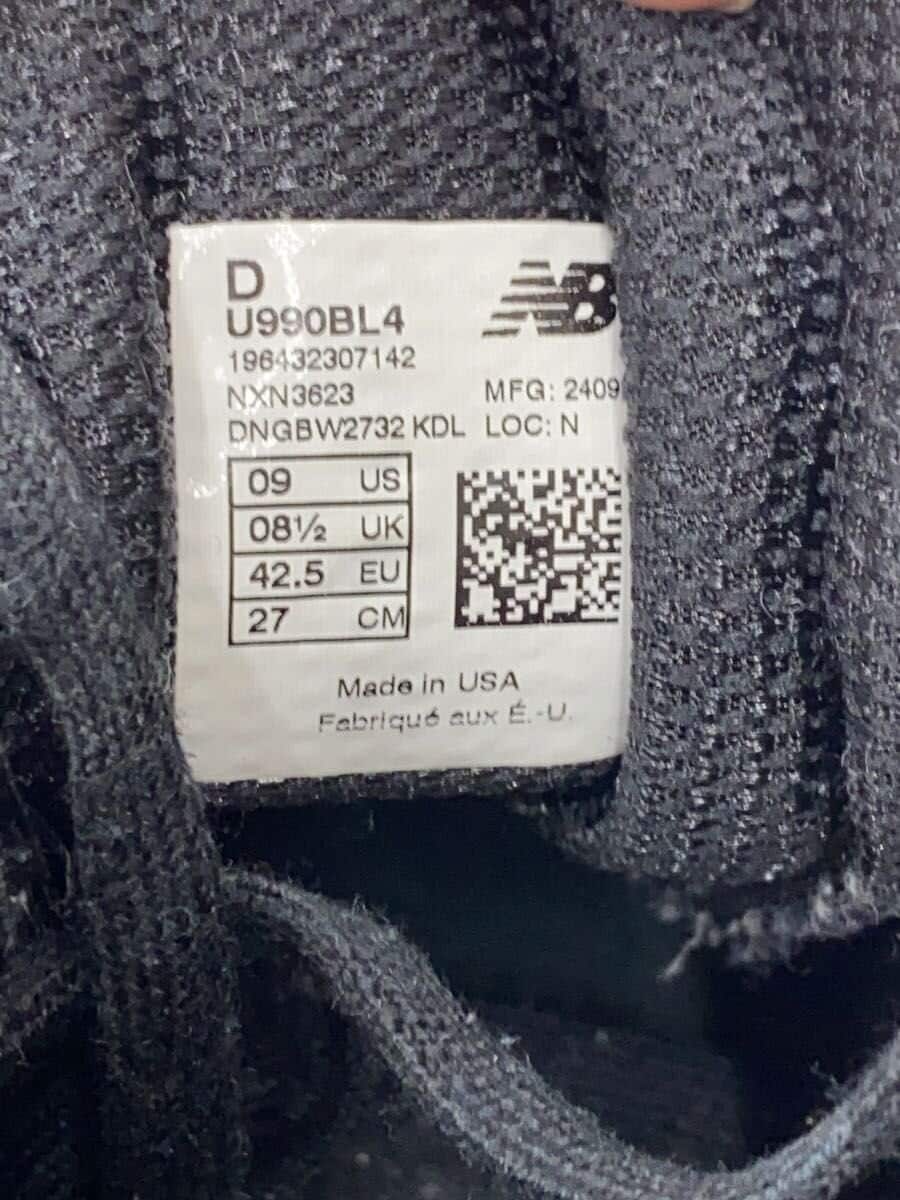 D
NB
U990BL4
196432307142
NXN3623 MFG: 2409
DNGBW2732 KDL LOC: N
09 US
08½ UK
42.5 EU
27 CM
Made in USA
Fabriqué aux É.-U.